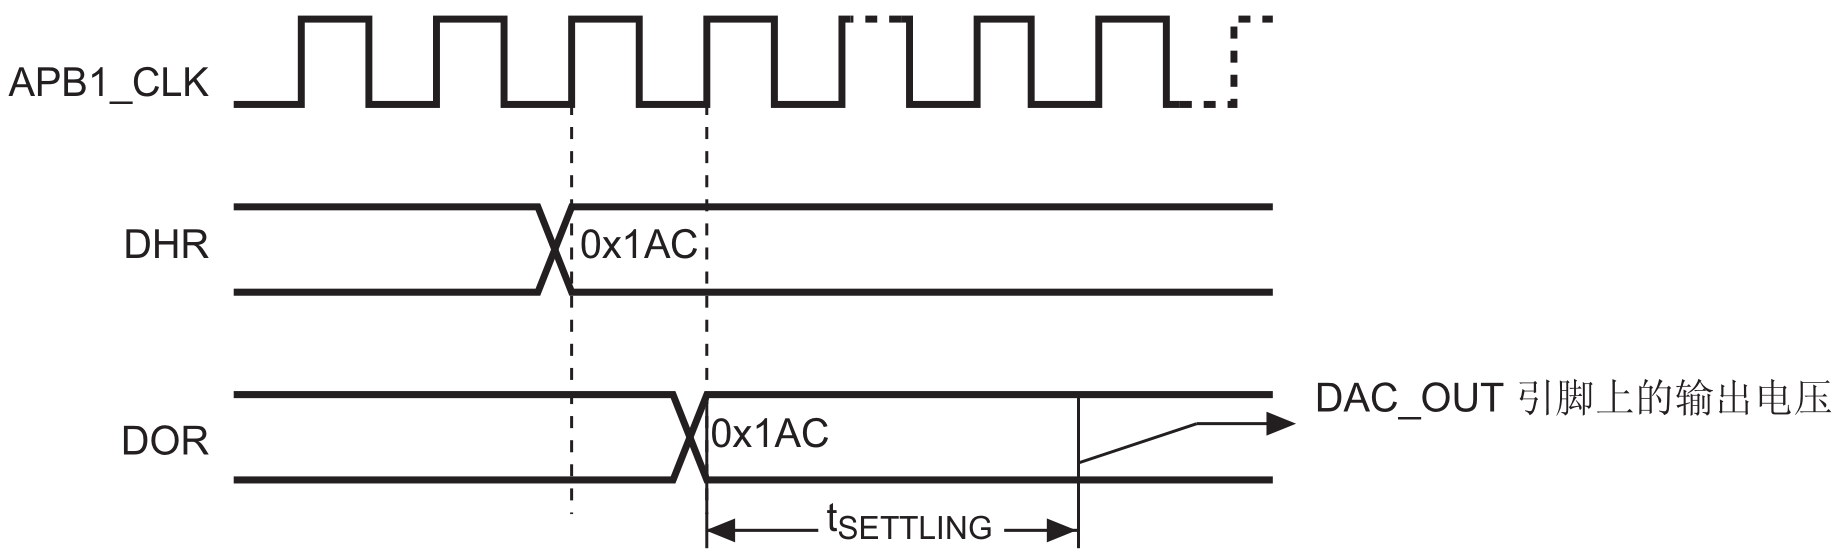 APB1_CLK
DHR
0x1AC
DAC_OUT 引脚上的输出电压
DOR
0x1AC
tSETTLING